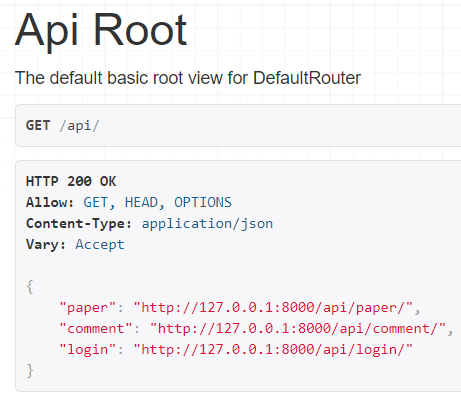 Api Root
The default basic root view for DefaultRouter
GET /api/
HTTP 200 OK
Allow: GET, HEAD, OPTIONS
Content-Type: application/json
Vary: Accept
{
    "paper": "http://127.0.0.1:8000/api/paper/",
    "comment": "http://127.0.0.1:8000/api/comment/",
    "login": "http://127.0.0.1:8000/api/login/"
}